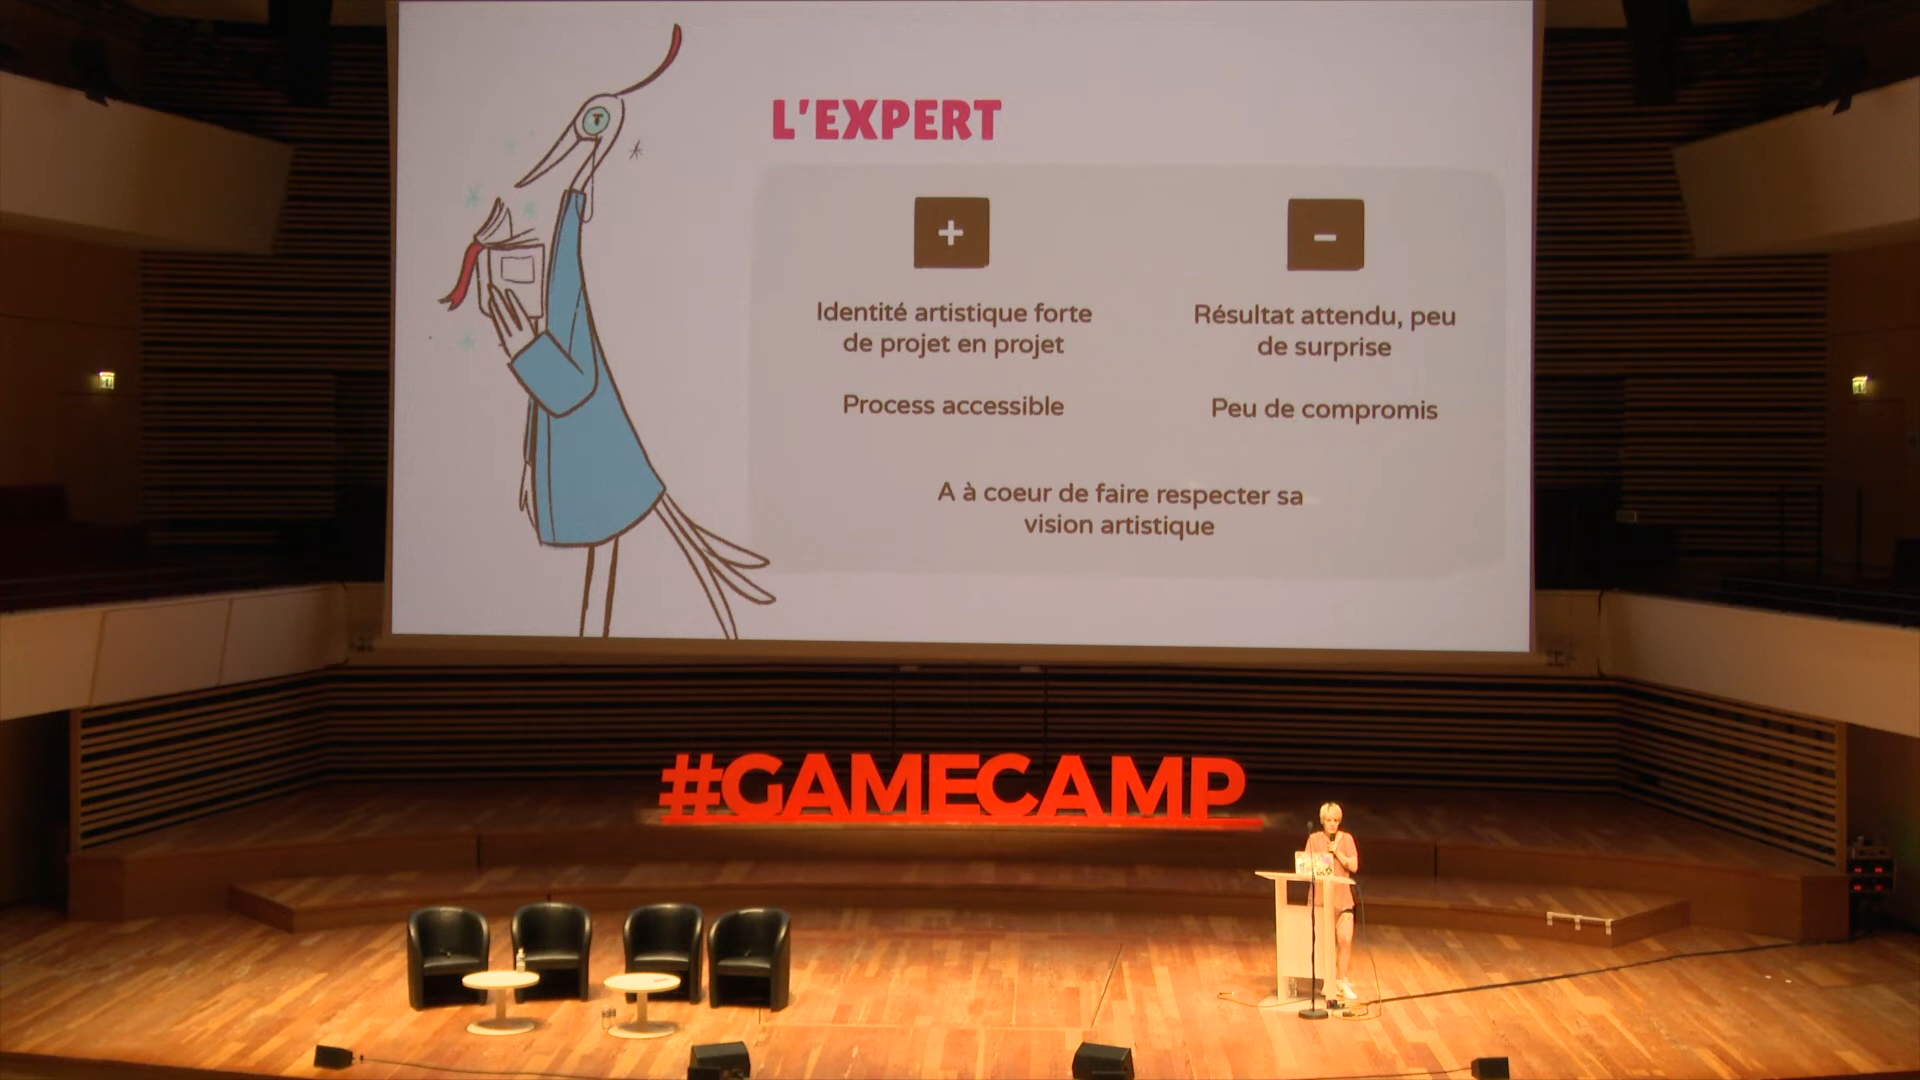 L'EXPERT
+
-
Identité artistique forte
de projet en projet
Résultat attendu, peu
de surprise
Process accessible
Peu de compromis
A à coeur de faire respecter sa
vision artistique
#GAMECAMP